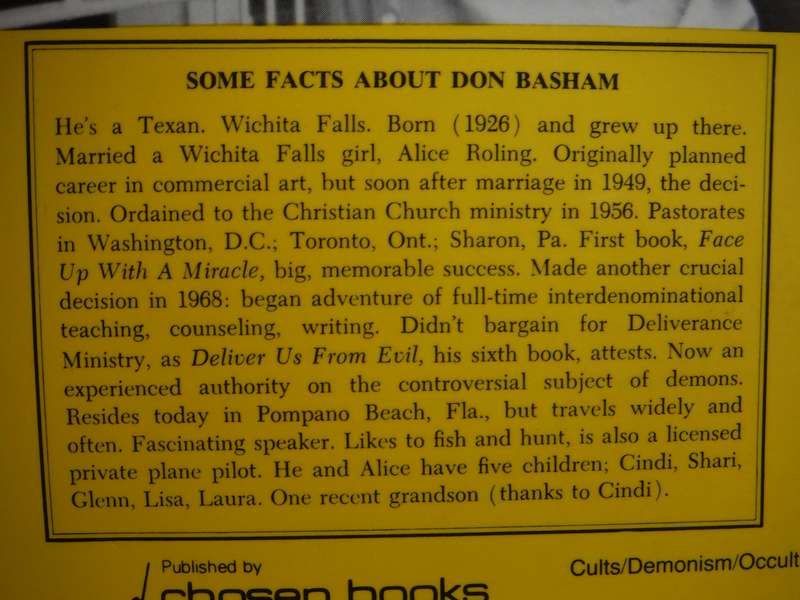 SOME FACTS ABOUT DON BASHAM
He's a Texan. Wichita Falls. Born (1926) and grew up there.
Married a Wichita Falls girl, Alice Roling. Originally planned
career in commercial art, but soon after marriage in 1949, the deci-
sion. Ordained to the Christian Church ministry in 1956. Pastorates
in Washington, D.C.; Toronto, Ont.; Sharon, Pa. First book, Face
Up With A Miracle, big, memorable success. Made another crucial
decision in 1968: began adventure of full-time interdenominational
teaching, counseling, writing. Didn't bargain for Deliverance
Ministry, as Deliver Us From Evil, his sixth book, attests. Now an
experienced authority on the controversial subject of demons.
Resides today in Pompano Beach, Fla., but travels widely and
often. Fascinating speaker. Likes to fish and hunt, is also a licensed
private plane pilot. He and Alice have five children; Cindi, Shari,
Glenn, Lisa, Laura. One recent grandson (thanks to Cindi).
Published by
chosen books
Cults/Demonism/Occult